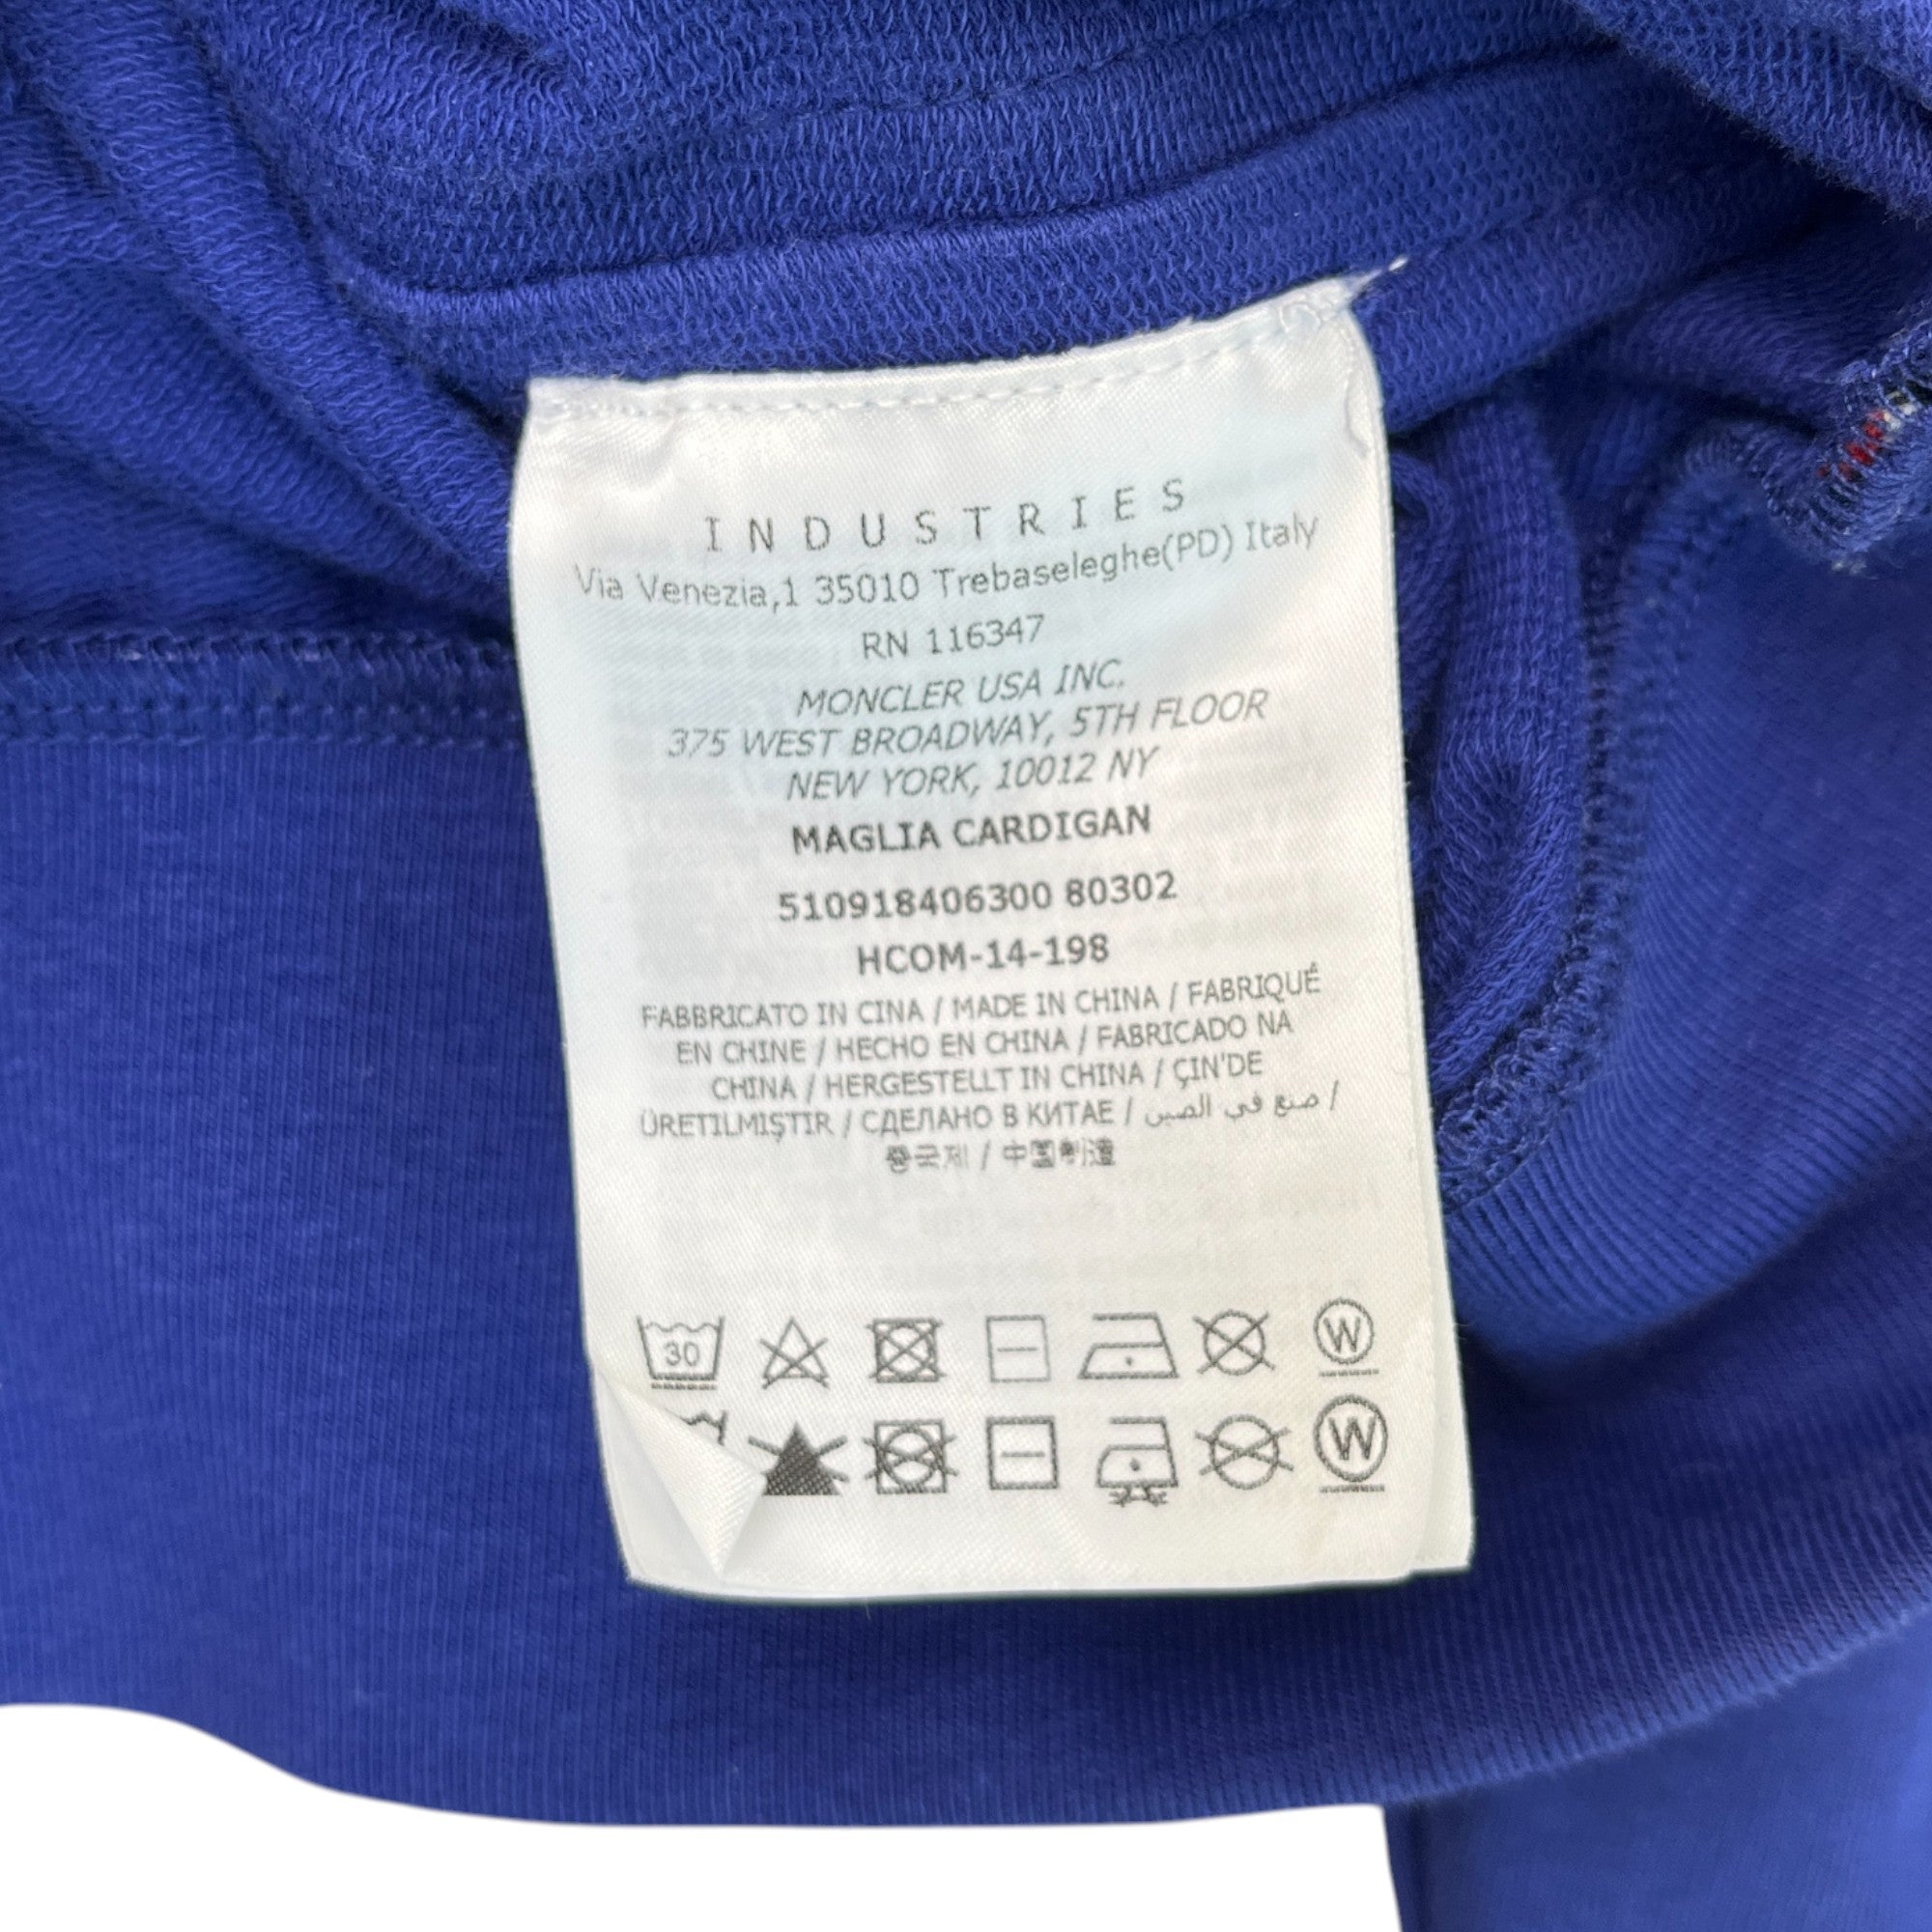 INDUSTRIES
Via Venezia,1 35010 Trebaseleghe(PD) Italy
RN 116347
MONCLER USA INC.
375 WEST BROADWAY, 5TH FLOOR
NEW YORK, 10012 NY
MAGLIA CARDIGAN
510918406300 80302
HCOM-14-198
FABBRICATO IN CINA / MADE IN CHINA / FABRIQUÉ
EN CHINE / HECHO EN CHINA / FABRICADO NA
CHINA / HERGESTELLT IN CHINA / ÇIN'DE
ÜRETILMIŞTIR / СДЕЛАНО В КИТАЕ / صنع في الصين /
중국제 / 中国制造
30 W
W